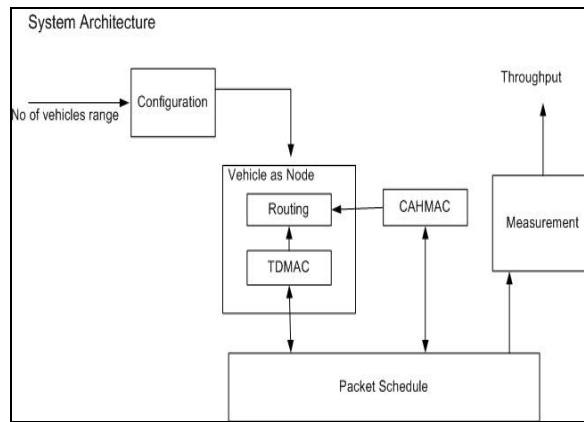 System Architecture
Throughput
No of vehicles range
Configuration
Vehicle as Node
Routing
CAHMAC
Measurement
TDMAC
Packet Schedule